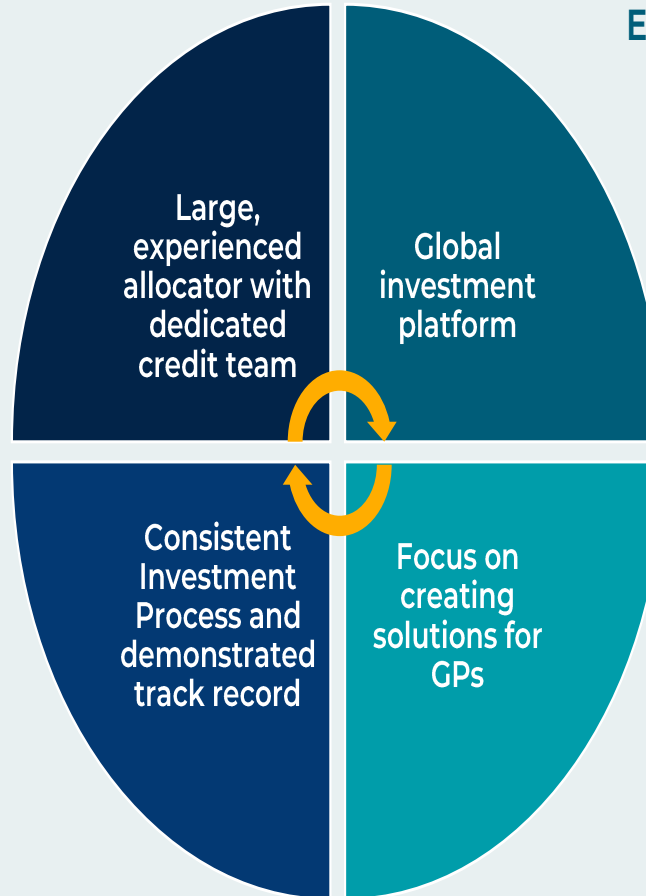 E
Large,
experienced
allocator with
dedicated
credit team
Global
investment
platform
Consistent
Investment
Process and
demonstrated
track record
Focus on
creating
solutions for
GPs